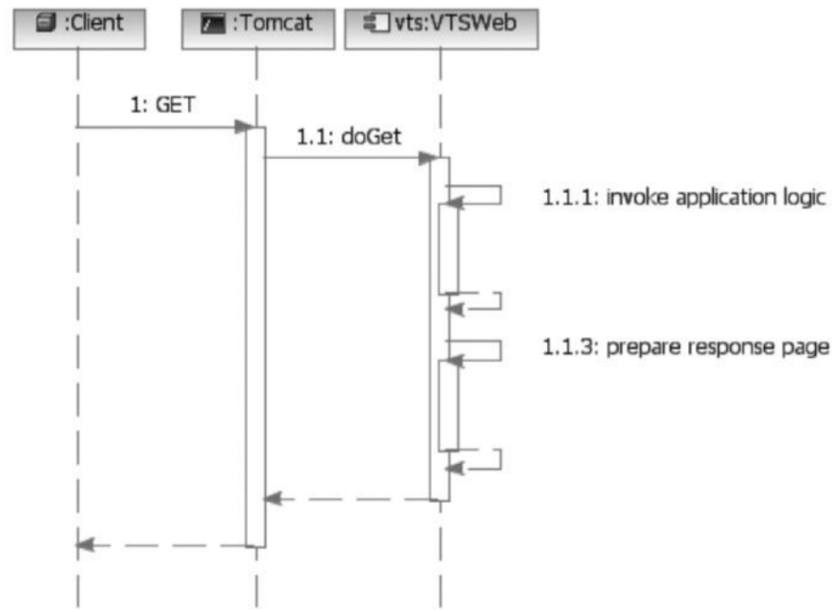 :Client
:Tomcat
vts:VTSWeb
1: GET
1.1: doGet
1.1.1: invoke application logic
1.1.3: prepare response page